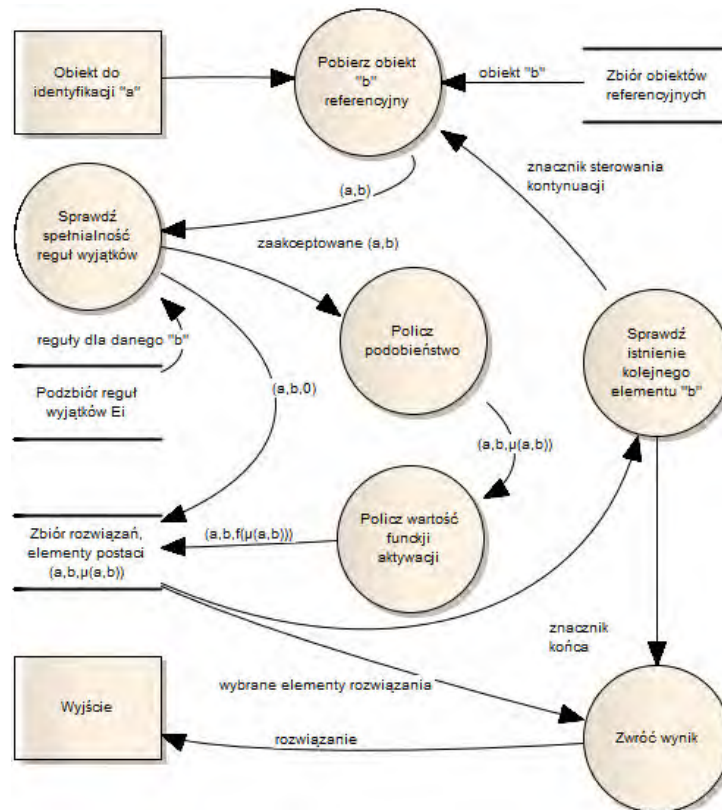 Obiekt do
identyfikacji "a"
Pobierz obiekt
"b"
referencyjny
obiekt "b"
Zbiór obiektów
referencyjnych
znacznik sterowania
kontynuacji
(a,b)
Sprawdź
spełnialność
reguł wyjątków
zaakceptowane (a,b)
reguły dla danego "b"
Policz
podobieństwo
Sprawdź
istnienie
kolejnego
elementu "b"
Podzbiór reguł
wyjątków Ei
(a,b,0)
(a,b,µ(a,b))
Zbiór rozwiązań,
elementy postaci
(a,b,µ(a,b))
(a,b,f(µ(a,b)))
Policz wartość
funckji
aktywacji
znacznik
końca
wybrane elementy rozwiązania
Wyjście
rozwiązanie
Zwróć wynik